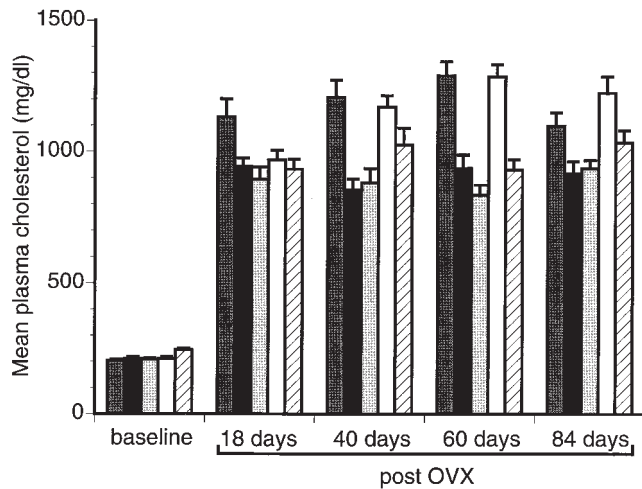 Mean plasma cholesterol (mg/dl)
1500
1000
500
0
baseline
18 days
40 days
60 days
84 days
post OVX